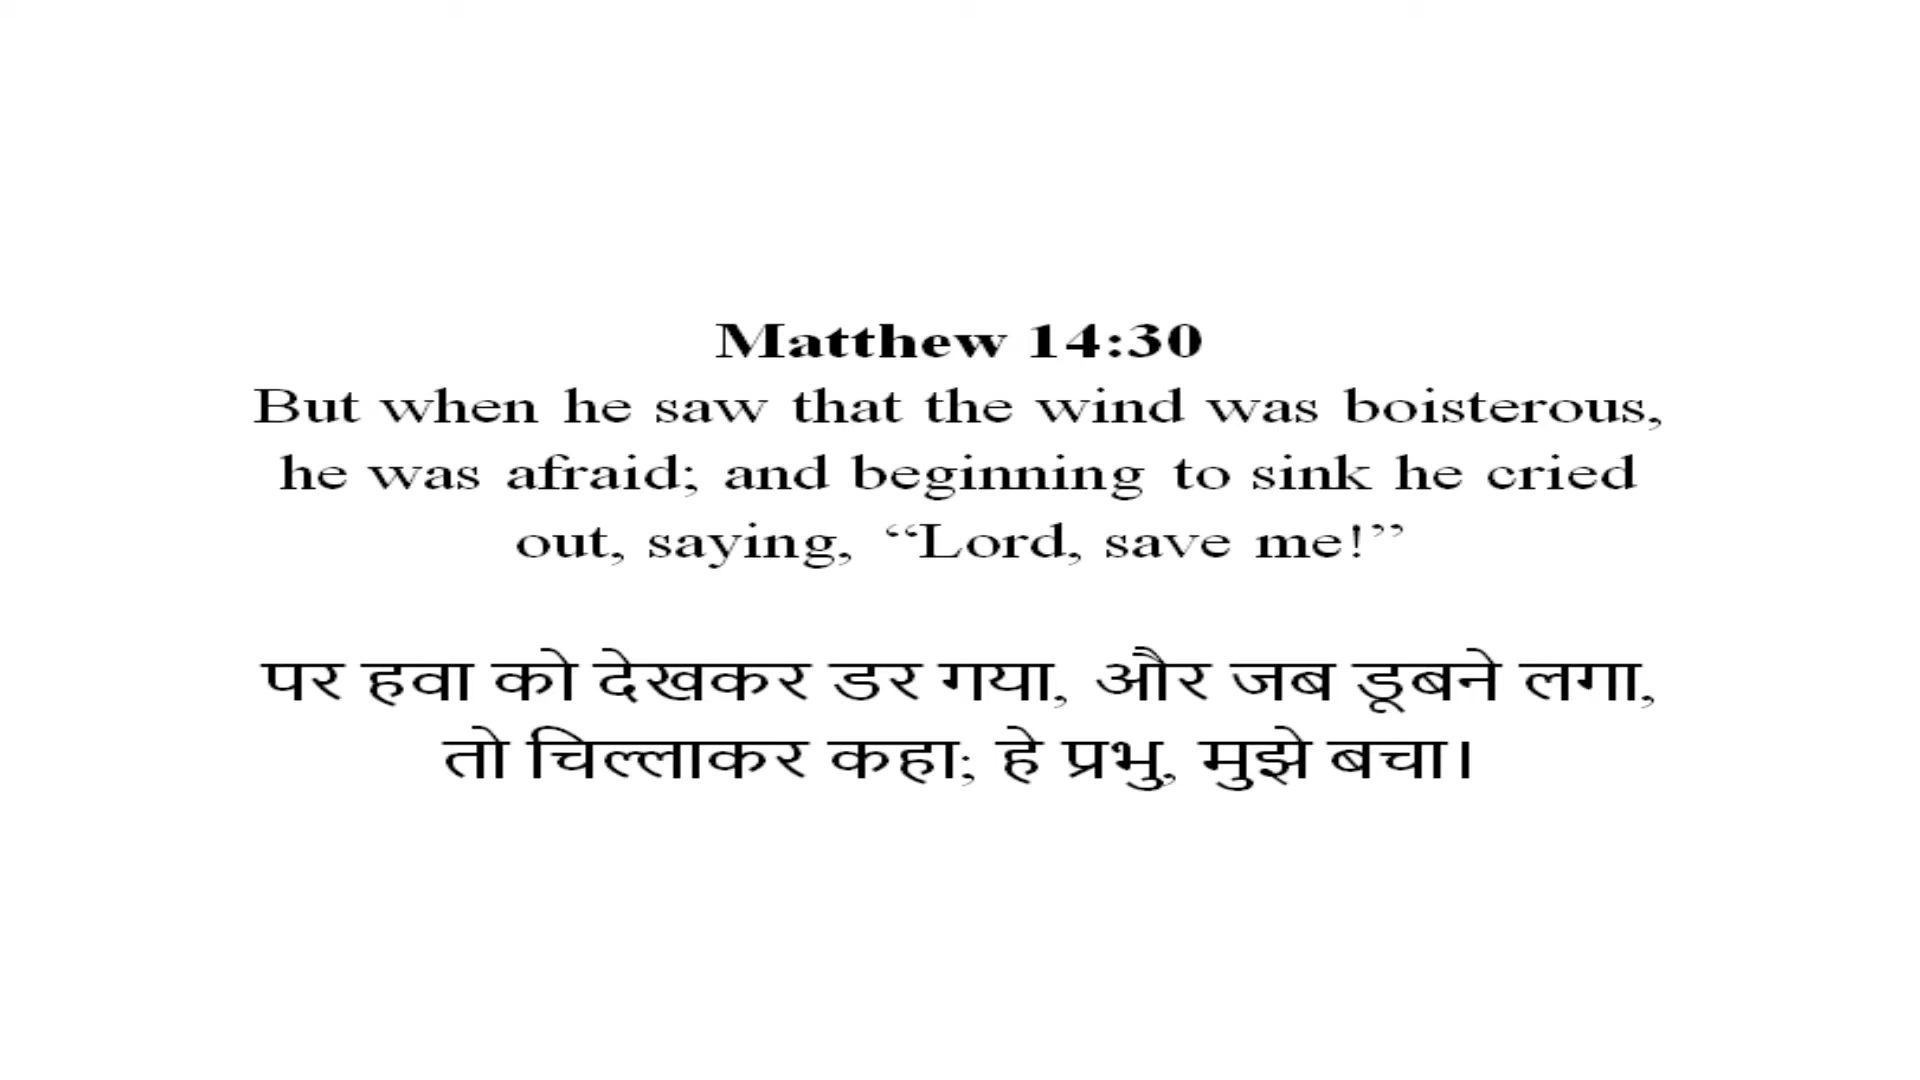 Matthew 14:30
But when he saw that the wind was boisterous,
he was afraid; and beginning to sink he cried
out, saying, “Lord, save me!”
पर हवा को देखकर डर गया, और जब डूबने लगा,
तो चिल्लाकर कहा; हे प्रभु, मुझे बचा।